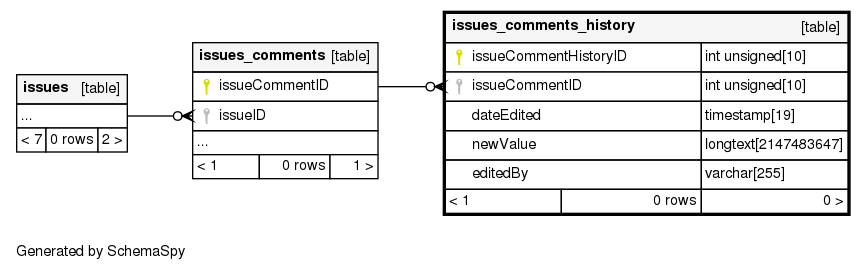 issues [table]
...
< 7 0 rows 2 >
issues_comments [table]
issueCommentID
issueID
...
< 1 0 rows 1 >
issues_comments_history [table]
issueCommentHistoryID int unsigned[10]
issueCommentID int unsigned[10]
dateEdited timestamp[19]
newValue longtext[2147483647]
editedBy varchar[255]
< 1 0 rows 0 >
Generated by SchemaSpy